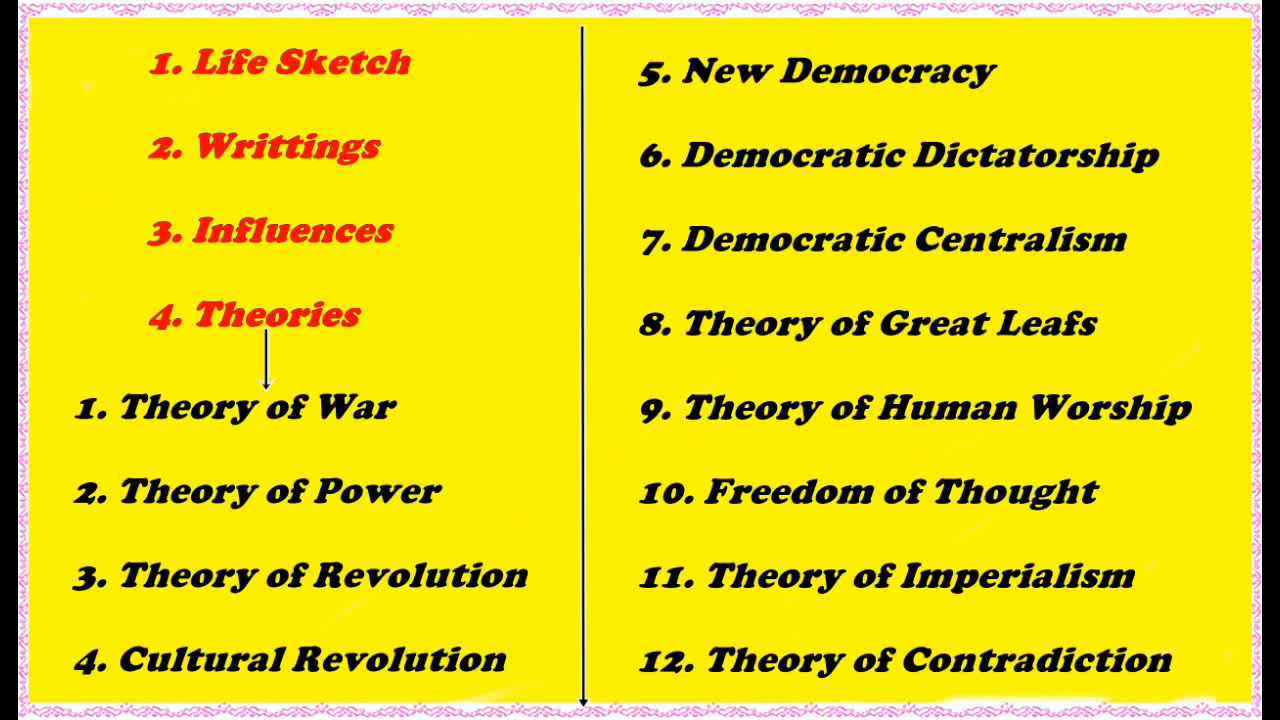 1. Life Sketch
2. Writtings
3. Influences
4. Theories
1. Theory of War
2. Theory of Power
3. Theory of Revolution
4. Cultural Revolution
5. New Democracy
6. Democratic Dictatorship
7. Democratic Centralism
8. Theory of Great Leafs
9. Theory of Human Worship
10. Freedom of Thought
11. Theory of Imperialism
12. Theory of Contradiction